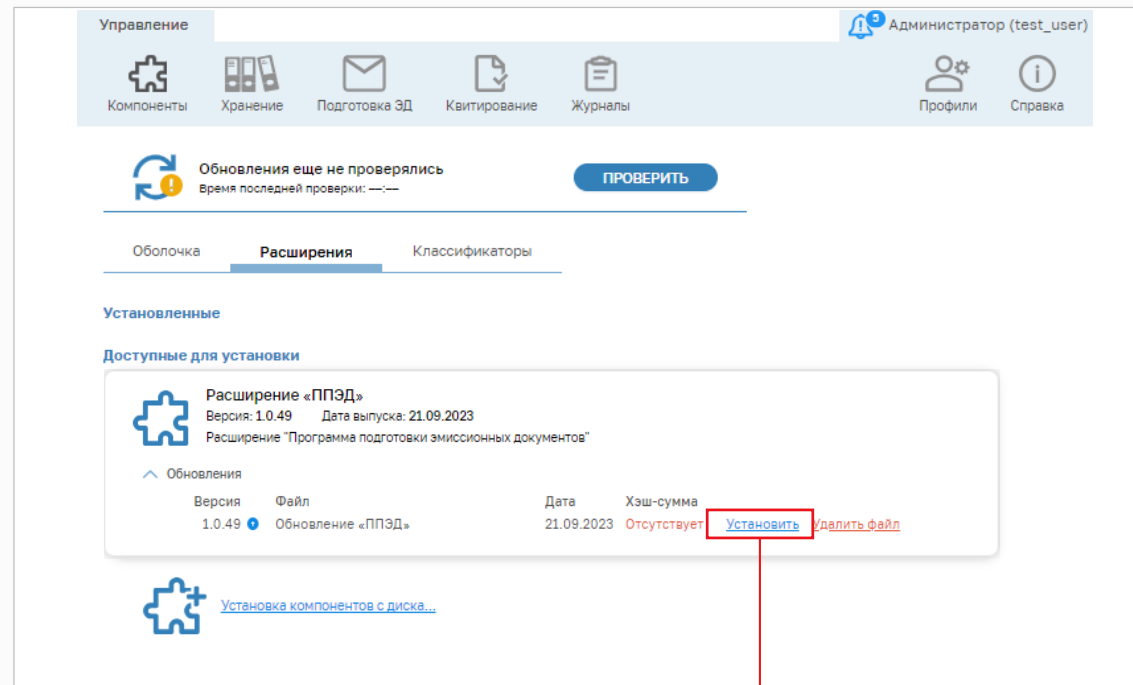 Управление
5
Администратор (test_user)
Компоненты Хранение Подготовка ЭД Квитирование Журналы Профили Справка
Обновления еще не проверялись
Время последней проверки: —:—
ПРОВЕРИТЬ
Оболочка Расширения Классификаторы
Установленные
Доступные для установки
Расширение «ППЭД»
Версия: 1.0.49 Дата выпуска: 21.09.2023
Расширение "Программа подготовки эмиссионных документов"
Обновления
Версия Файл Дата Хэш-сумма
1.0.49 Обновление «ППЭД» 21.09.2023 Отсутствует Установить Удалить файл
Установка компонентов с диска...